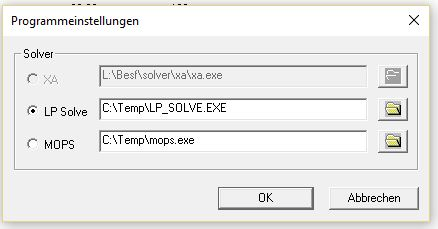 Programmeinstellungen
Solver
XA L:\Besf\solver\xa\xa.exe
LP Solve C:\Temp\LP_SOLVE.EXE
MOPS C:\Temp\mops.exe
OK Abbrechen